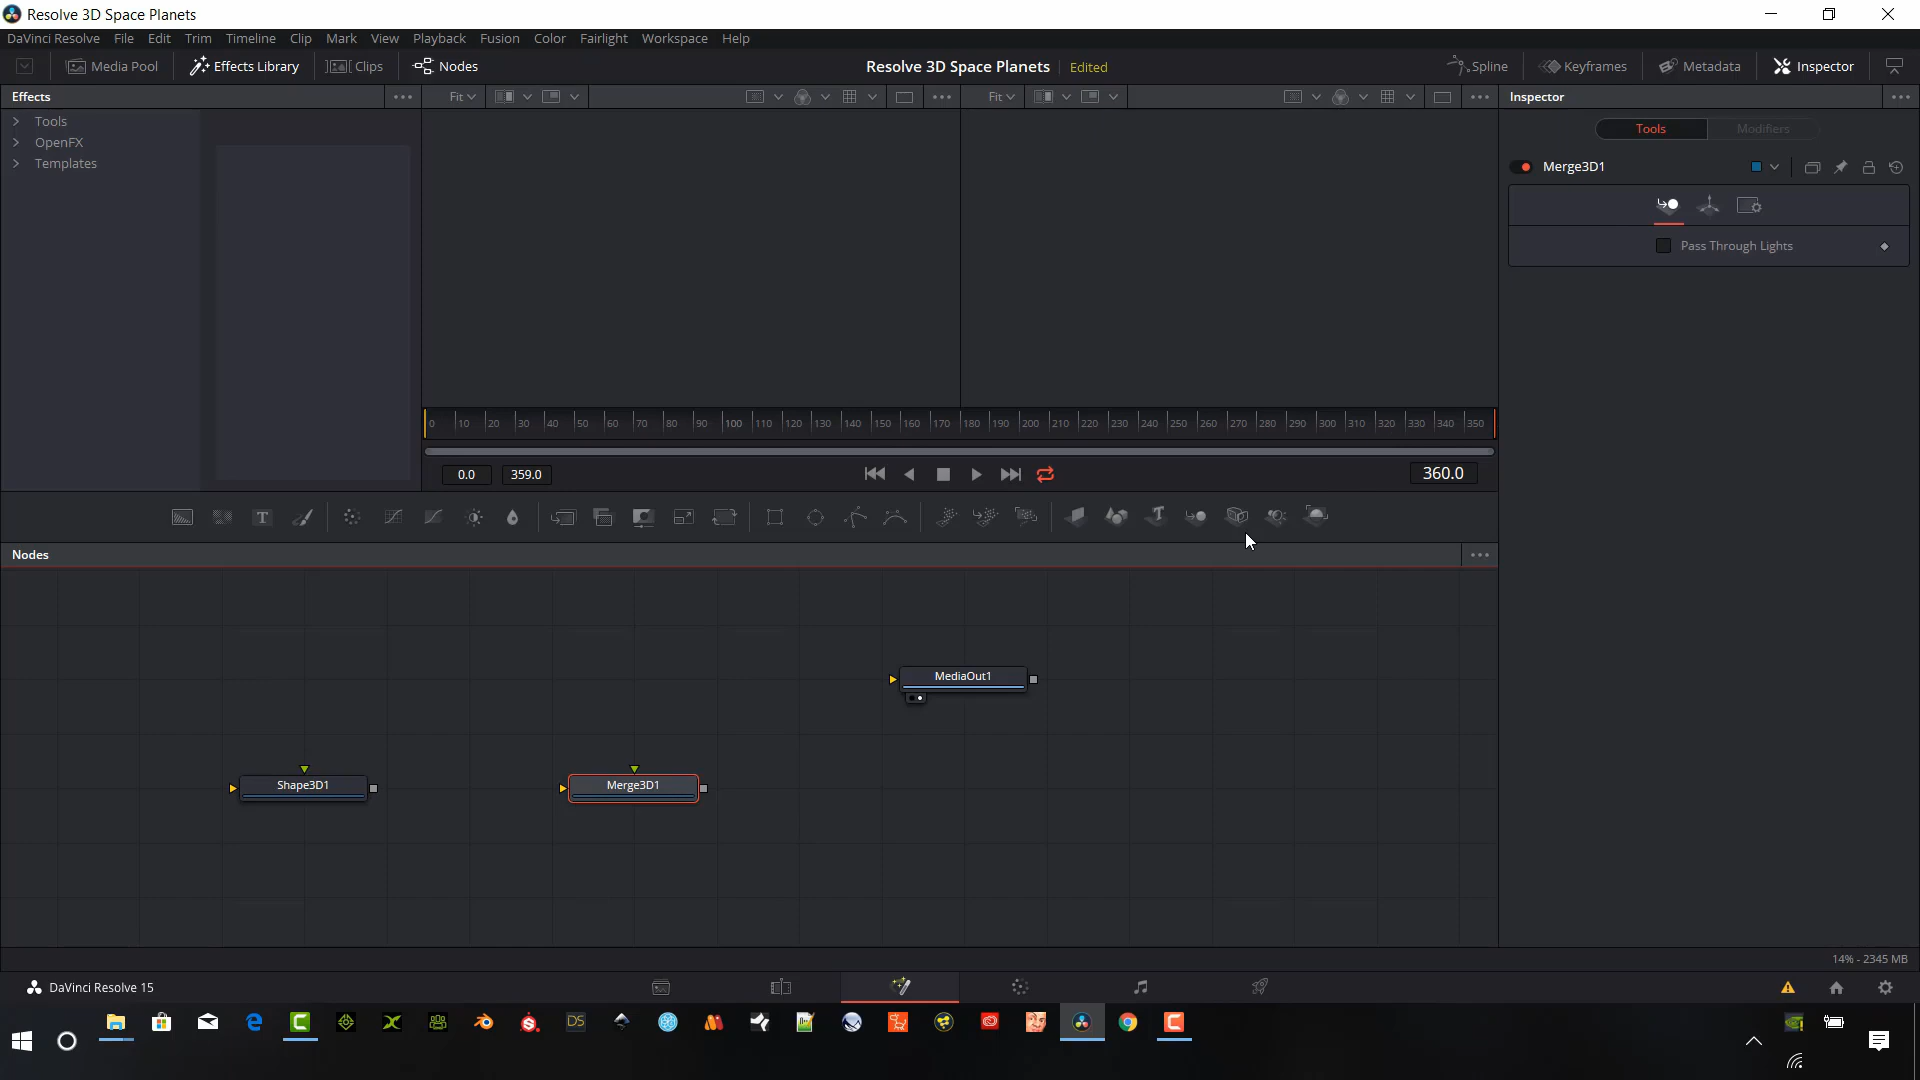 Resolve 3D Space Planets
DaVinci Resolve File Edit Trim Timeline Clip Mark View Playback Fusion Color Fairlight Workspace Help
Media Pool Effects Library Clips Nodes Resolve 3D Space Planets Edited Spline Keyframes Metadata Inspector
Effects Fit Fit Inspector
Tools
OpenFX
Templates
Tools Modifiers
Merge3D1
Pass Through Lights
0 10 20 30 40 50 60 70 80 90 100 110 120 130 140 150 160 170 180 190 200 210 220 230 240 250 260 270 280 290 300 310 320 330 340 350
0.0 359.0 360.0
T T
Nodes
MediaOut1
Shape3D1 Merge3D1
14% - 2345 MB
DaVinci Resolve 15
DS